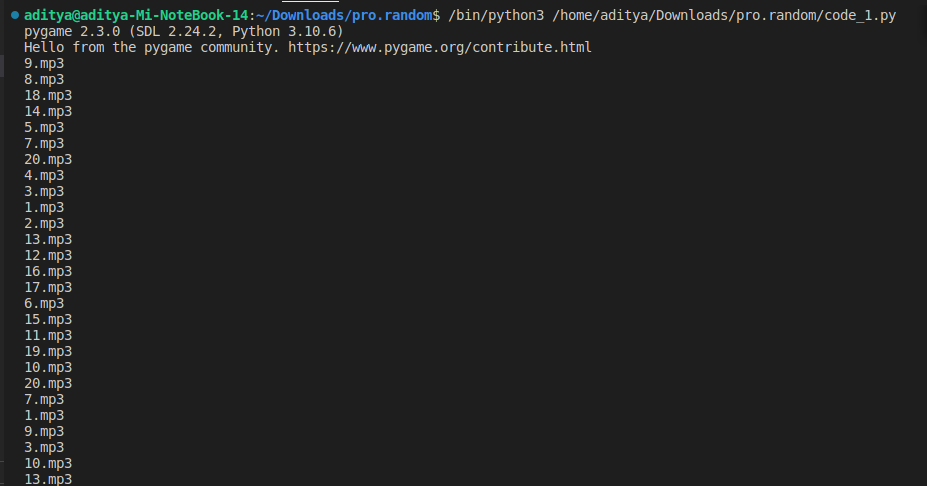 aditya@aditya-Mi-NoteBook-14:~/Downloads/pro.random$ /bin/python3 /home/aditya/Downloads/pro.random/code_1.py
pygame 2.3.0 (SDL 2.24.2, Python 3.10.6)
Hello from the pygame community. https://www.pygame.org/contribute.html
9.mp3
8.mp3
18.mp3
14.mp3
5.mp3
7.mp3
20.mp3
4.mp3
3.mp3
1.mp3
2.mp3
13.mp3
12.mp3
16.mp3
17.mp3
6.mp3
15.mp3
11.mp3
19.mp3
10.mp3
20.mp3
7.mp3
1.mp3
9.mp3
3.mp3
10.mp3
13.mp3